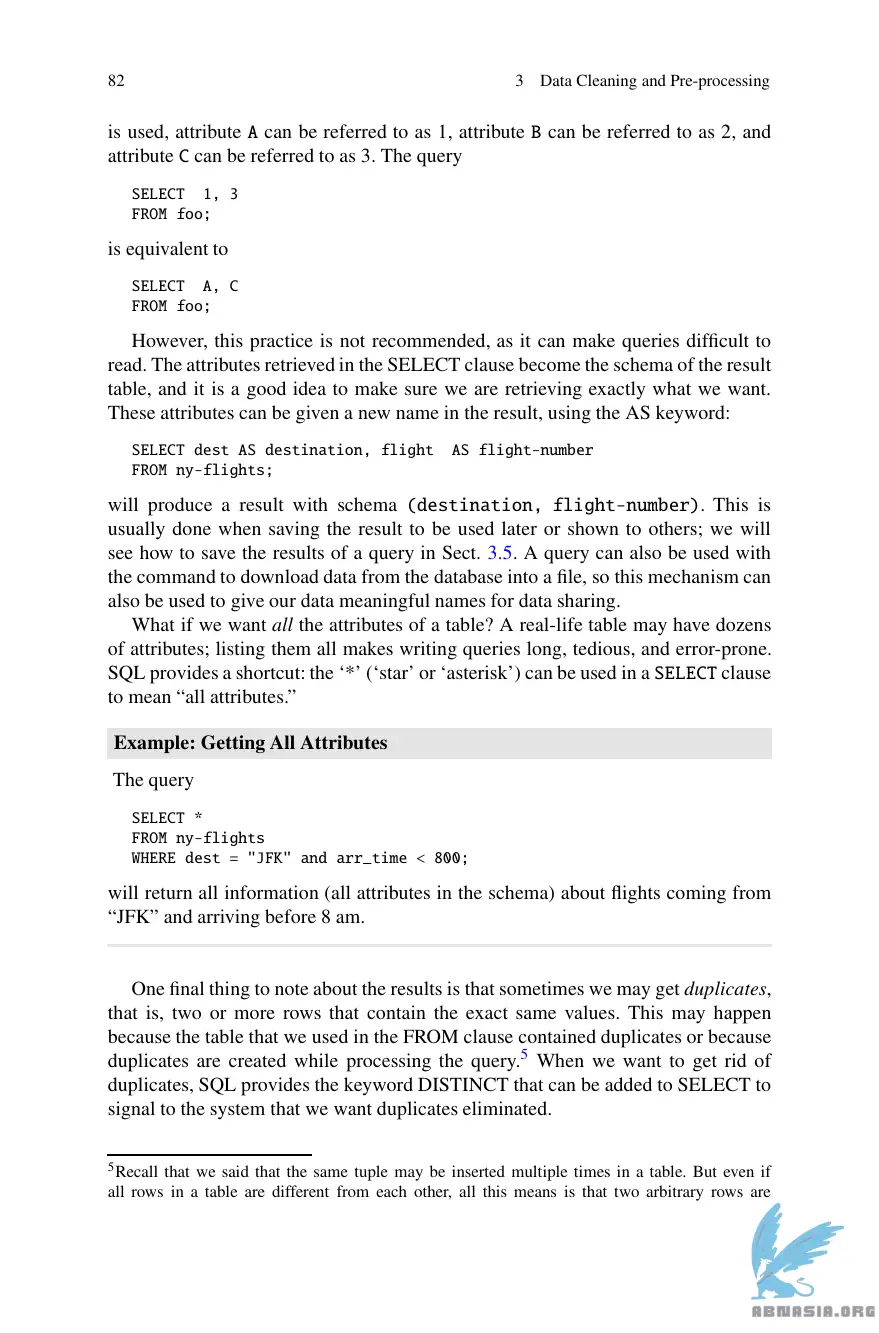 82
3 Data Cleaning and Pre-processing
is used, attribute A can be referred to as 1, attribute B can be referred to as 2, and
attribute C can be referred to as 3. The query
SELECT  1, 3
FROM foo;
is equivalent to
SELECT  A, C
FROM foo;
However, this practice is not recommended, as it can make queries difficult to
read. The attributes retrieved in the SELECT clause become the schema of the result
table, and it is a good idea to make sure we are retrieving exactly what we want.
These attributes can be given a new name in the result, using the AS keyword:
SELECT dest AS destination, flight  AS flight-number
FROM ny-flights;
will produce a result with schema (destination, flight-number). This is
usually done when saving the result to be used later or shown to others; we will
see how to save the results of a query in Sect. 3.5. A query can also be used with
the command to download data from the database into a file, so this mechanism can
also be used to give our data meaningful names for data sharing.
What if we want all the attributes of a table? A real-life table may have dozens
of attributes; listing them all makes writing queries long, tedious, and error-prone.
SQL provides a shortcut: the ‘*’ (‘star’ or ‘asterisk’) can be used in a SELECT clause
to mean “all attributes.”
Example: Getting All Attributes
The query
SELECT *
FROM ny-flights
WHERE dest = "JFK" and arr_time < 800;
will return all information (all attributes in the schema) about flights coming from
“JFK” and arriving before 8 am.
One final thing to note about the results is that sometimes we may get duplicates,
that is, two or more rows that contain the exact same values. This may happen
because the table that we used in the FROM clause contained duplicates or because
duplicates are created while processing the query.5 When we want to get rid of
duplicates, SQL provides the keyword DISTINCT that can be added to SELECT to
signal to the system that we want duplicates eliminated.
5Recall that we said that the same tuple may be inserted multiple times in a table. But even if
all rows in a table are different from each other, all this means is that two arbitrary rows are
ABNASIA.ORG